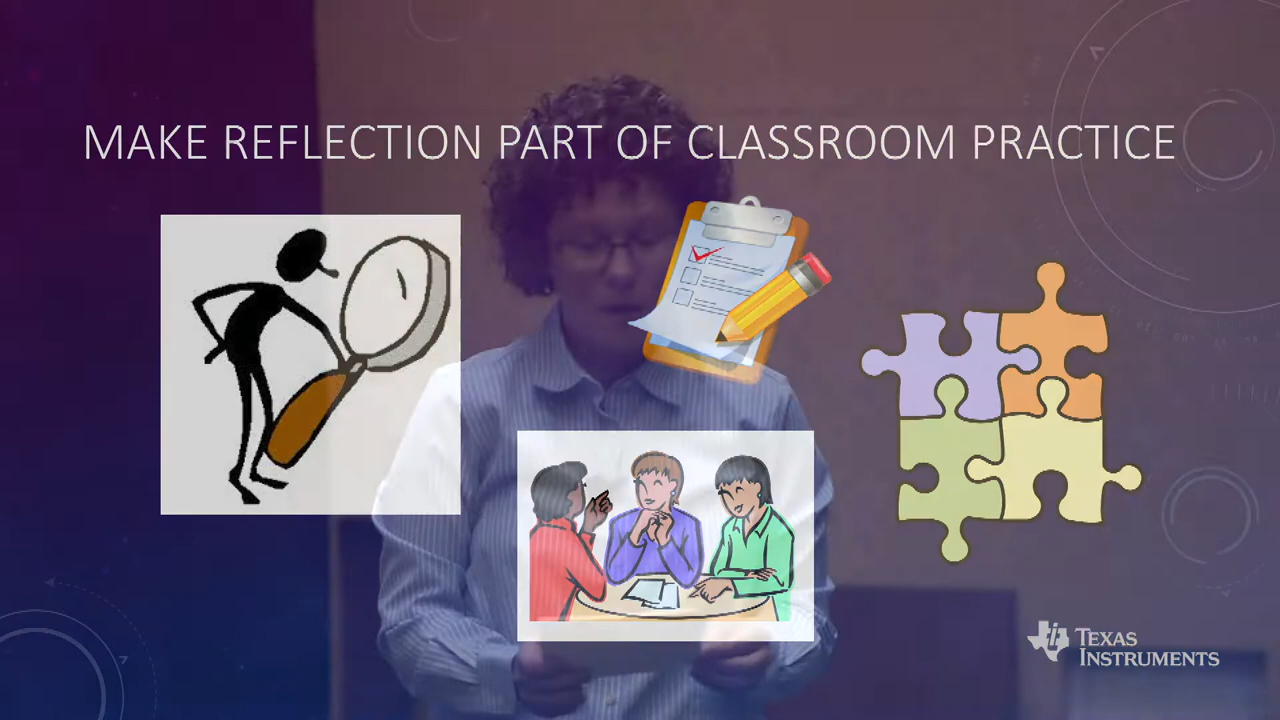 MAKE REFLECTION PART OF CLASSROOM PRACTICE
TEXAS
INSTRUMENTS